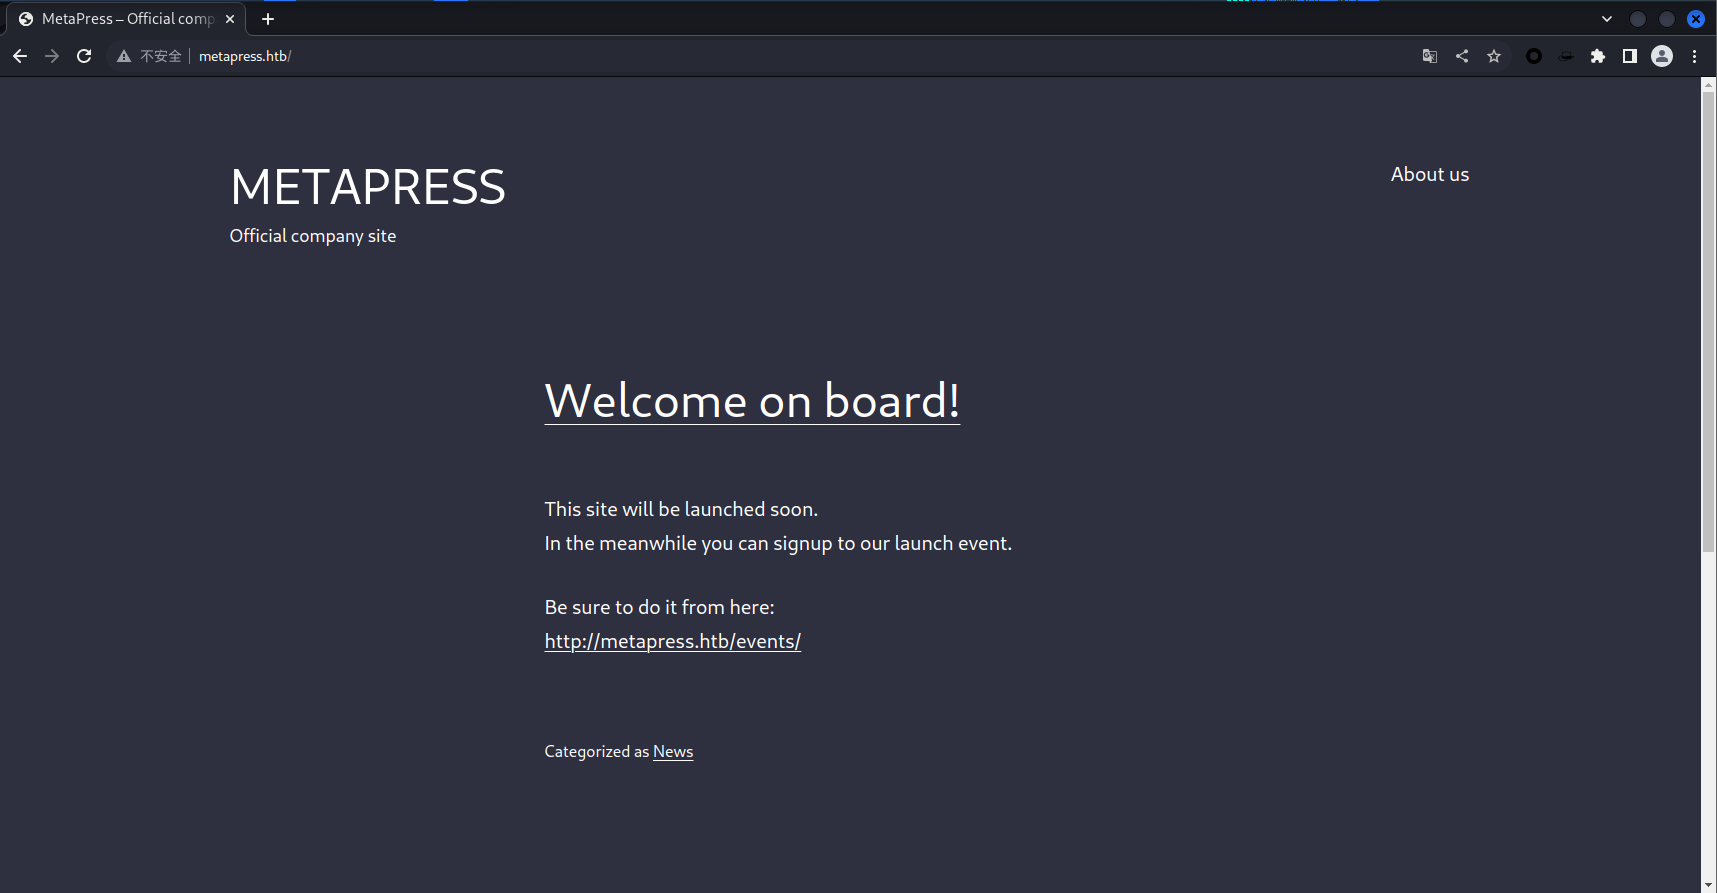 MetaPress – Official comp
不安全 metapress.htb/
METAPRESS
About us
Official company site
Welcome on board!
This site will be launched soon.
In the meanwhile you can signup to our launch event.
Be sure to do it from here:
http://metapress.htb/events/
Categorized as News